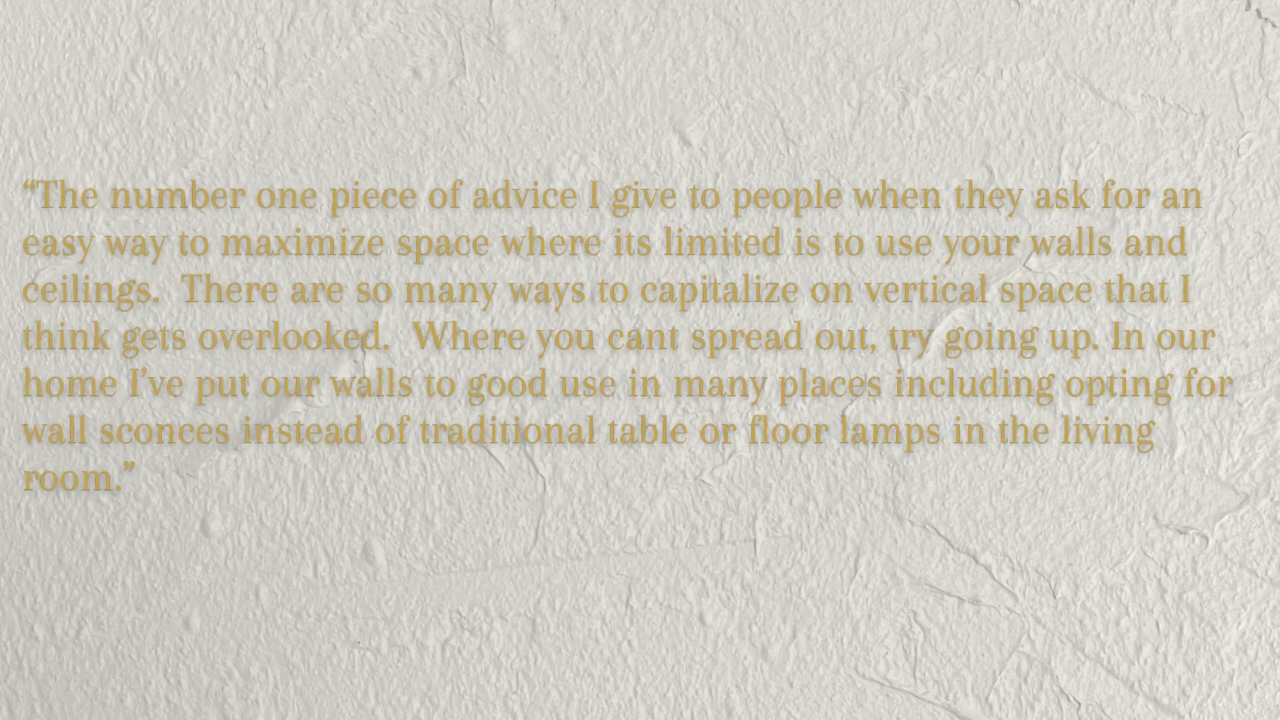 “The number one piece of advice I give to people when they ask for an
easy way to maximize space where its limited is to use your walls and
ceilings.  There are so many ways to capitalize on vertical space that I
think gets overlooked.  Where you cant spread out, try going up. In our
home I’ve put our walls to good use in many places including opting for
wall sconces instead of traditional table or floor lamps in the living
room.”